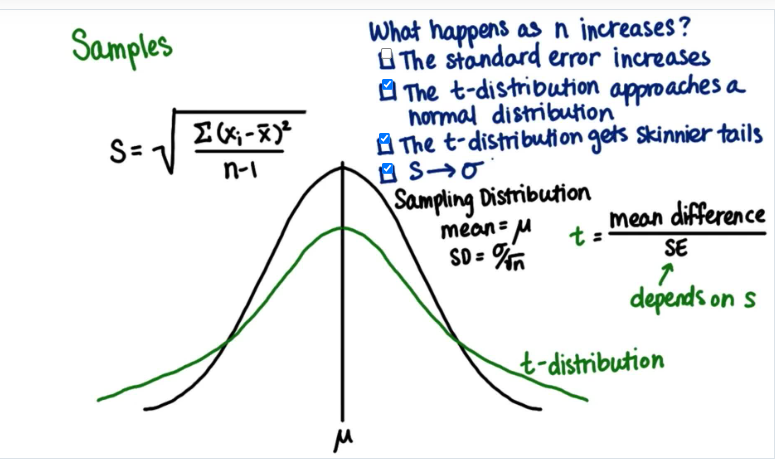 Samples
S = √(Σ(xᵢ-x̄)² / n-1)
What happens as n increases?
☐ The standard error increases
☑ The t-distribution approaches a
normal distribution
☑ The t-distribution gets skinnier tails
☑ S→σ
Sampling Distribution
mean = μ
SD = σ/√n
t = mean difference / SE
depends on s
t-distribution
μ